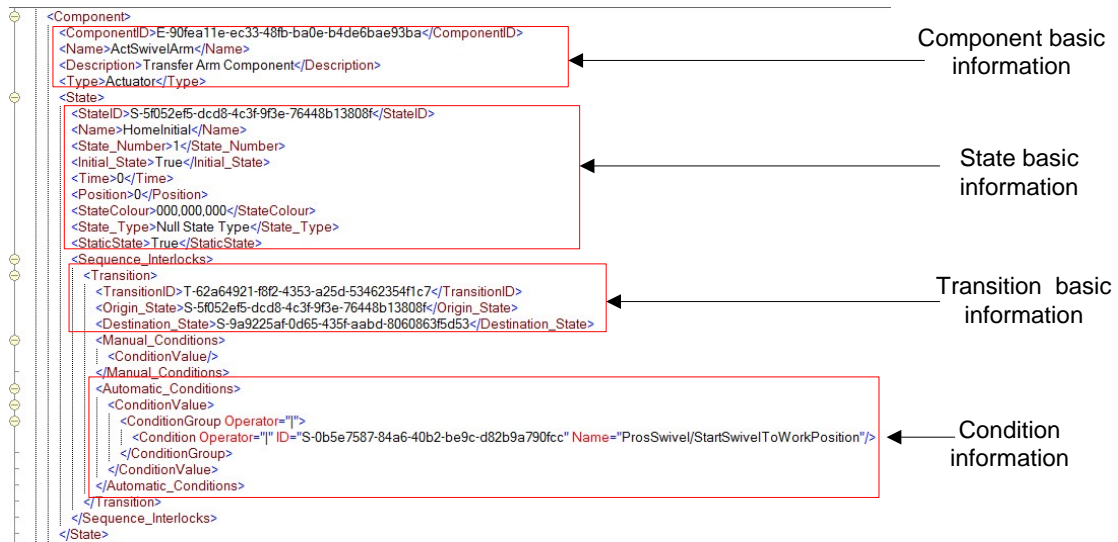 <Component>
<ComponentID>E-90fea11e-ec33-48fb-ba0e-b4de6bae93ba</ComponentID>
<Name>ActSwivelArm</Name>
<Description>Transfer Arm Component</Description>
<Type>Actuator</Type>
Component basic
information
<State>
<StateID>S-5f052ef5-dcd8-4c3f-9f3e-76448b13808f</StateID>
<Name>HomeInitial</Name>
<State_Number>1</State_Number>
<Initial_State>True</Initial_State>
<Time>0</Time>
<Position>0</Position>
<StateColour>000,000,000</StateColour>
<State_Type>Null State Type</State_Type>
<StaticState>True</StaticState>
State basic
information
<Sequence_Interlocks>
<Transition>
<TransitionID>T-62a64921-f8f2-4353-a25d-53462354f1c7</TransitionID>
<Origin_State>S-5f052ef5-dcd8-4c3f-9f3e-76448b13808f</Origin_State>
<Destination_State>S-9a9225af-0d65-435f-aabd-8060863f5d53</Destination_State>
Transition basic
information
<Manual_Conditions>
<ConditionValue/>
</Manual_Conditions>
<Automatic_Conditions>
<ConditionValue>
<ConditionGroup Operator="|">
<Condition Operator="|" ID="S-0b5e7587-84a6-40b2-be9c-d82b9a790fcc" Name="ProsSwivel/StartSwivelToWorkPosition"/>
</ConditionGroup>
</ConditionValue>
</Automatic_Conditions>
Condition
information
</Transition>
</Sequence_Interlocks>
</State>